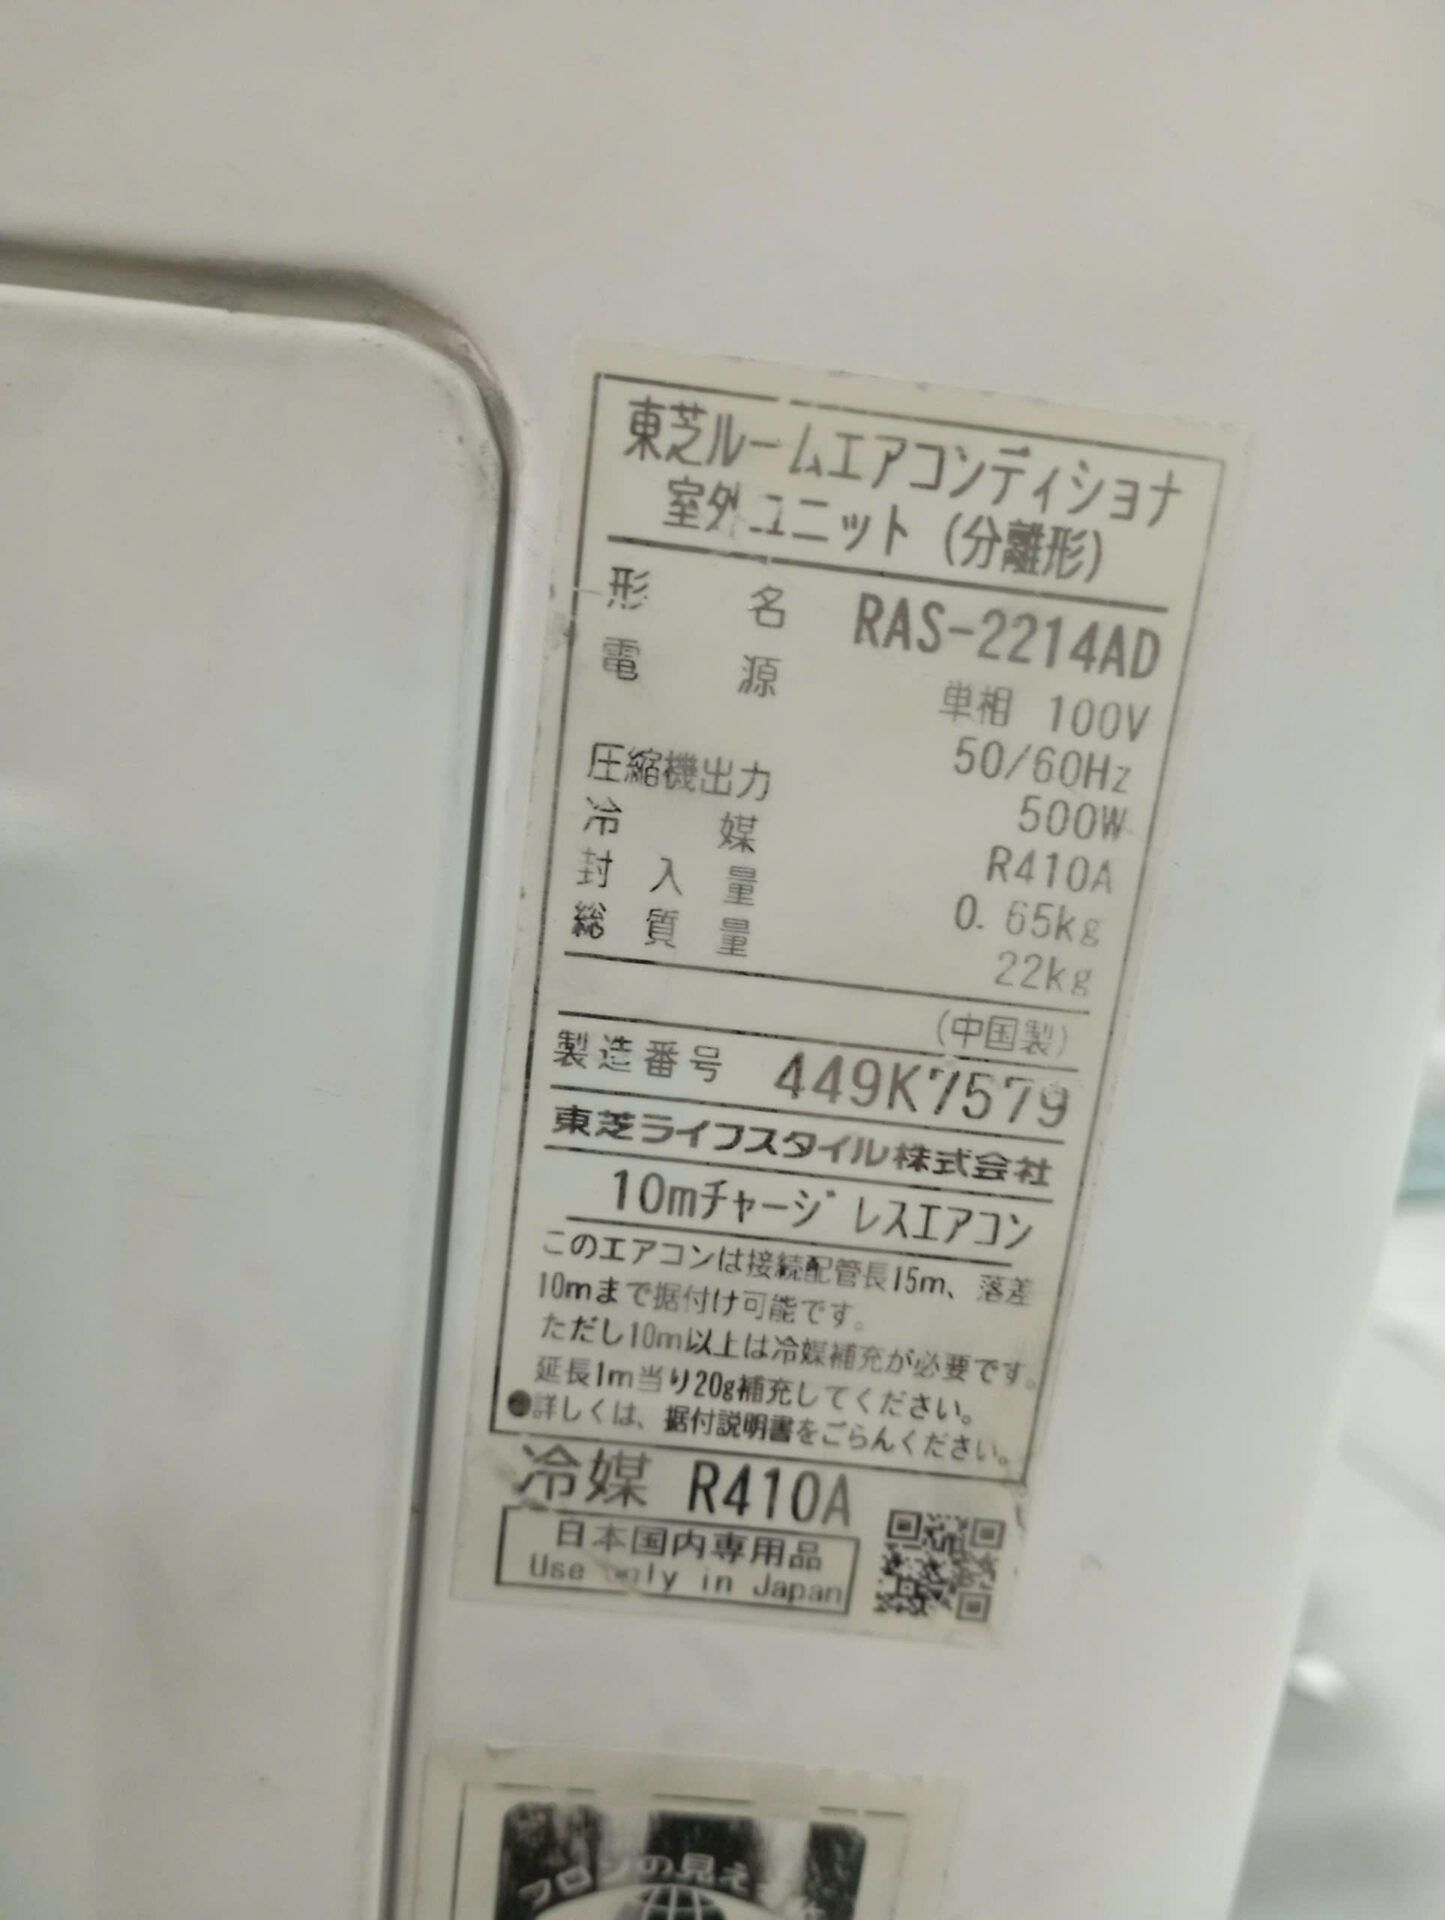 東芝ルームエアコンディショナ
室外ユニット (分離形)
形名 RAS-2214AD
電源 単相 100V
50/60Hz
圧縮機出力 500W
冷媒 R410A
封入量 0.65kg
総質量 22kg
(中国製)
製造番号 449K7579
東芝ライフスタイル株式会社
10mチャージレスエアコン
このエアコンは接続配管長15m、落差
10mまで据付け可能です。
ただし10m以上は冷媒補充が必要です。
延長1m当り20g補充してください。
●詳しくは、据付説明書をごらんください。
冷媒 R410A
日本国内専用品
Use only in Japan
フロンの見え